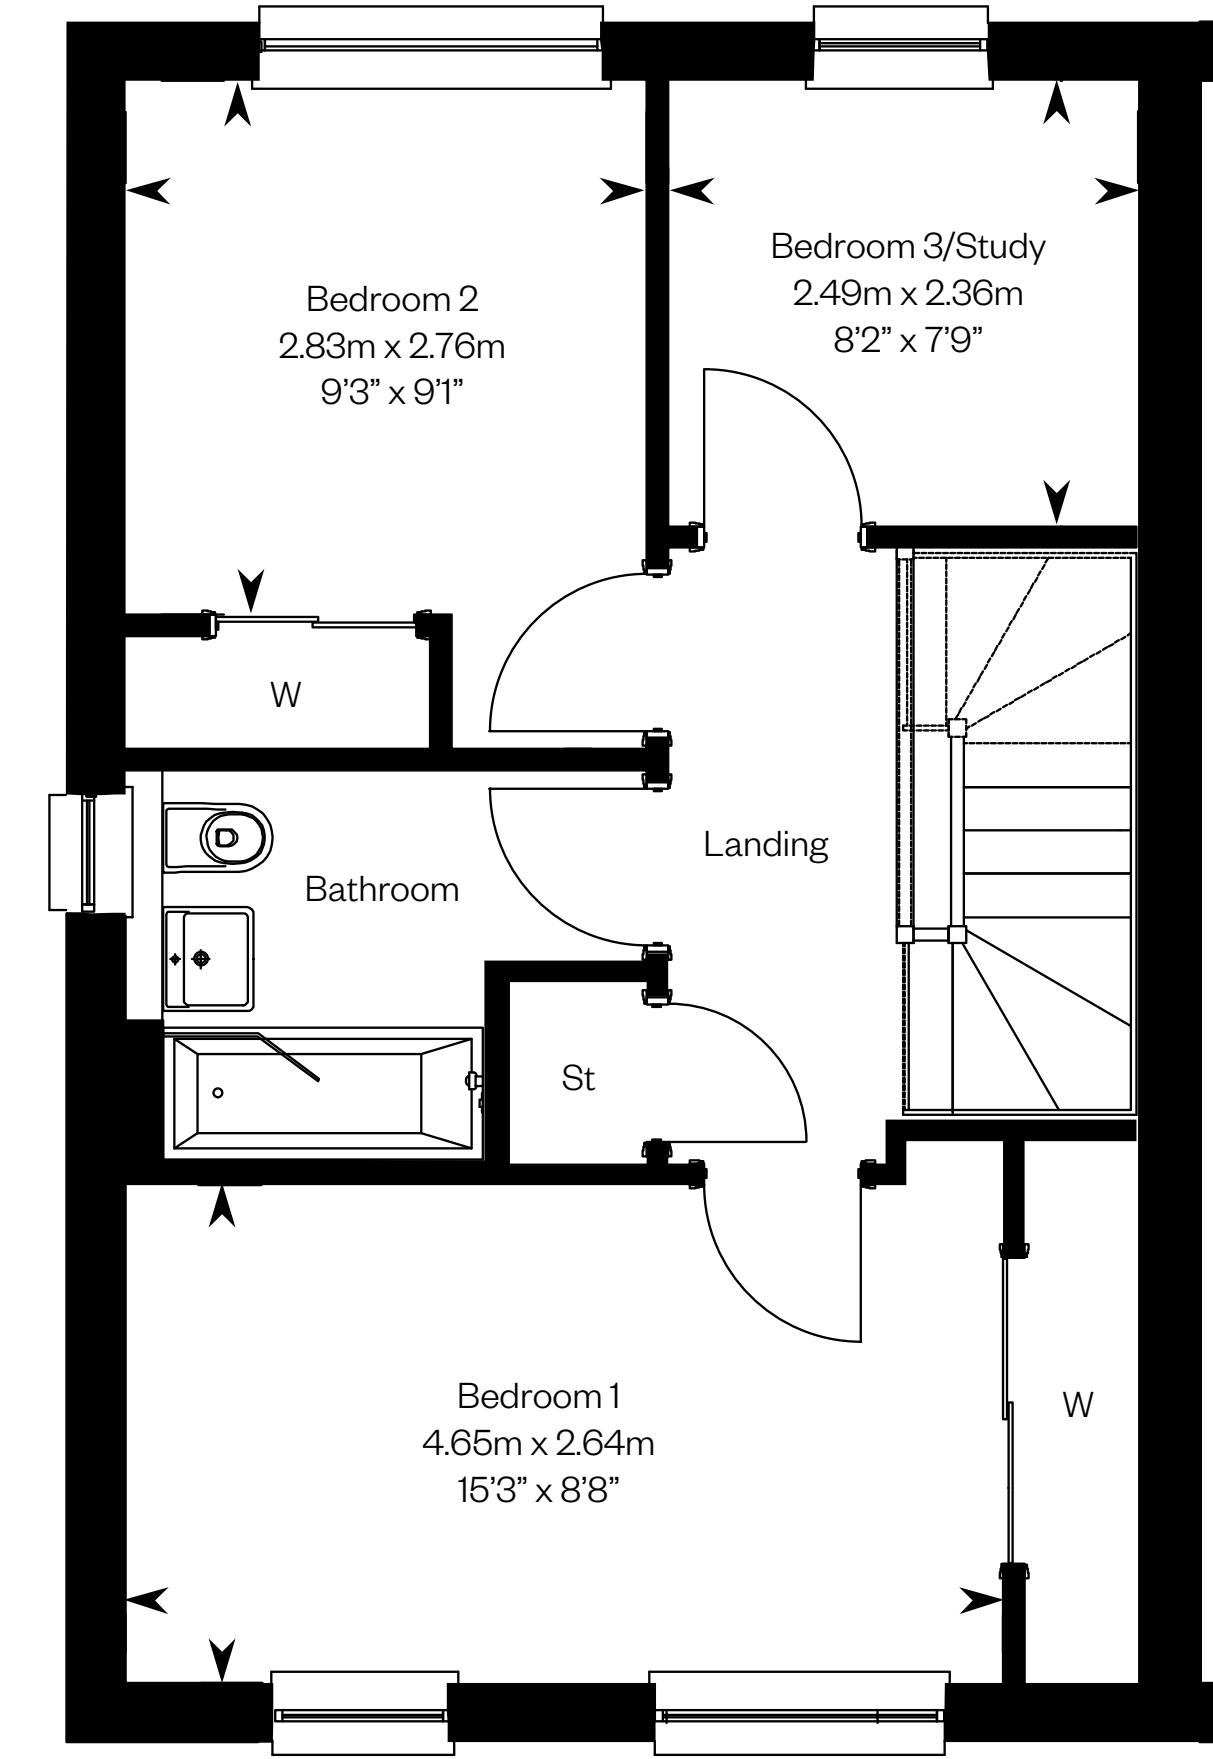 Bedroom 2
2.83m x 2.76m
9’3” x 9’1”
Bedroom 3/Study
2.49m x 2.36m
8’2” x 7’9”
W
Landing
Bathroom
St
Bedroom 1
4.65m x 2.64m
15’3” x 8’8”
W